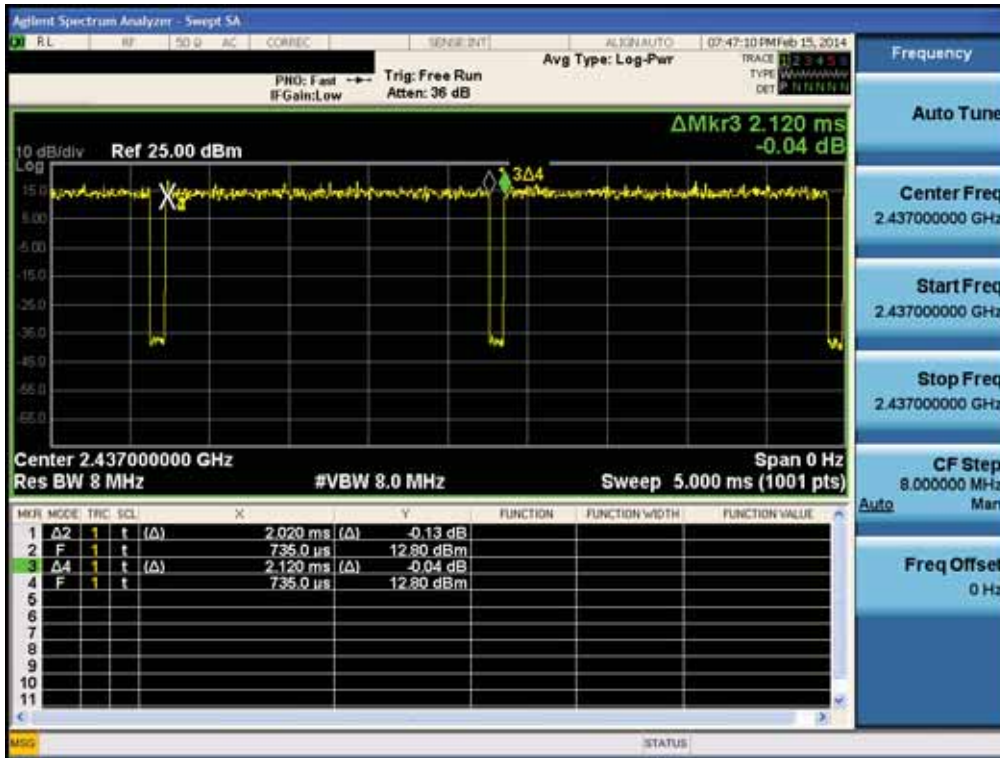 Agilent Spectrum Analyzer - Swept SA
RL RF 50 Ω AC CORREC SENSE:INT ALIGNAUTO 07:47:10 PM Feb 15, 2014
Avg Type: Log-Pwr
TRACE 1 2 3 4 5 6
TYPE
DET P N N N N N
PNO: Fast
IFGain:Low
Trig: Free Run
Atten: 36 dB
ΔMkr3 2.120 ms
-0.04 dB
10 dB/div Ref 25.00 dBm
Log
15.0
5.00
-5.00
-15.0
-25.0
-35.0
-45.0
-55.0
-65.0
3Δ4
Center 2.437000000 GHz Span 0 Hz
Res BW 8 MHz #VBW 8.0 MHz Sweep 5.000 ms (1001 pts)
MKR MODE TRC SCL X Y FUNCTION FUNCTION WIDTH FUNCTION VALUE
1 Δ2 1 t (Δ) 2.020 ms (Δ) -0.13 dB
2 F 1 t 735.0 µs 12.80 dBm
3 Δ4 1 t (Δ) 2.120 ms (Δ) -0.04 dB
4 F 1 t 735.0 µs 12.80 dBm
5
6
7
8
9
10
11
MSG STATUS
Frequency
Auto Tune
Center Freq
2.437000000 GHz
Start Freq
2.437000000 GHz
Stop Freq
2.437000000 GHz
CF Step
8.000000 MHz
Auto Man
Freq Offset
0 Hz